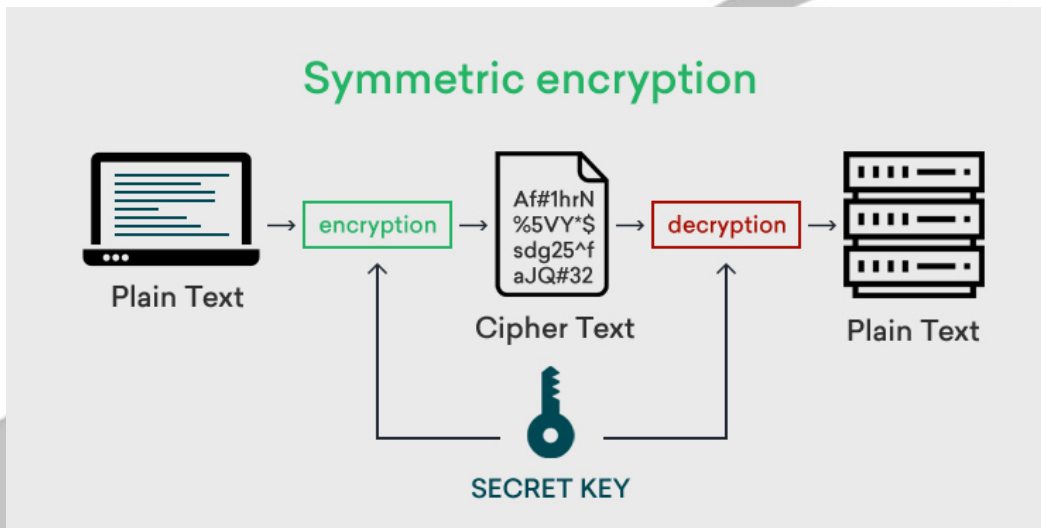 Symmetric encryption
encryption
Af#1hrN
%5VY*$
sdg25^f
aJQ#32
decryption
Plain Text
Cipher Text
Plain Text
SECRET KEY